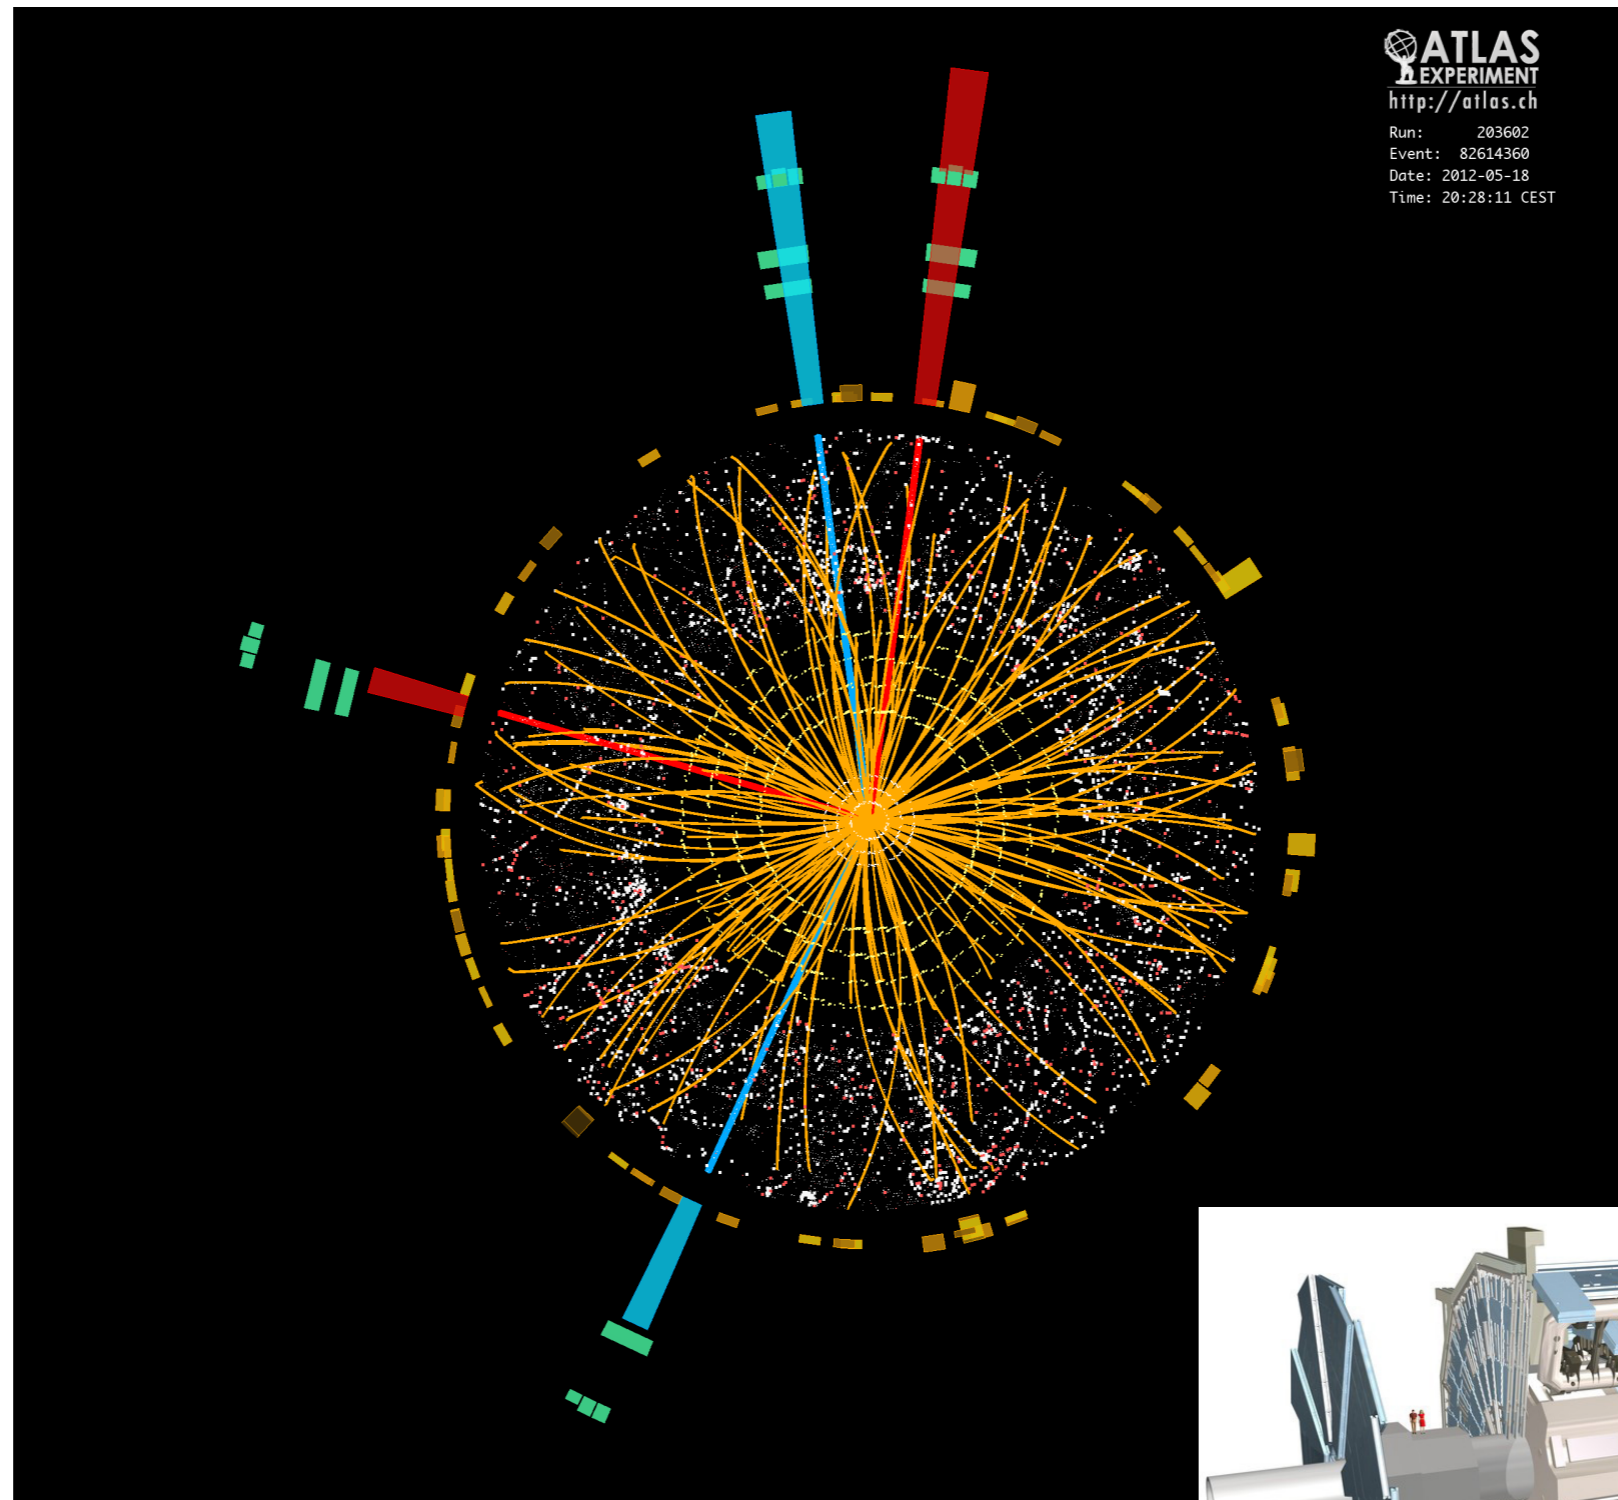 ATLAS
EXPERIMENT
http://atlas.ch
Run: 203602
Event: 82614360
Date: 2012-05-18
Time: 20:28:11 CEST